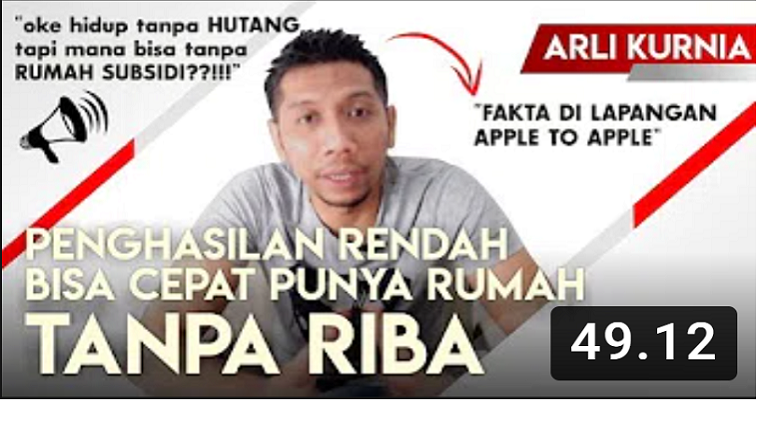 "oke hidup tanpa HUTANG
tapi mana bisa tanpa
RUMAH SUBSIDI??!!!"
ARLI KURNIA
"FAKTA DI LAPANGAN
APPLE TO APPLE"
PENGHASILAN RENDAH
BISA CEPAT PUNYA RUMAH
TANPA RIBA
49.12